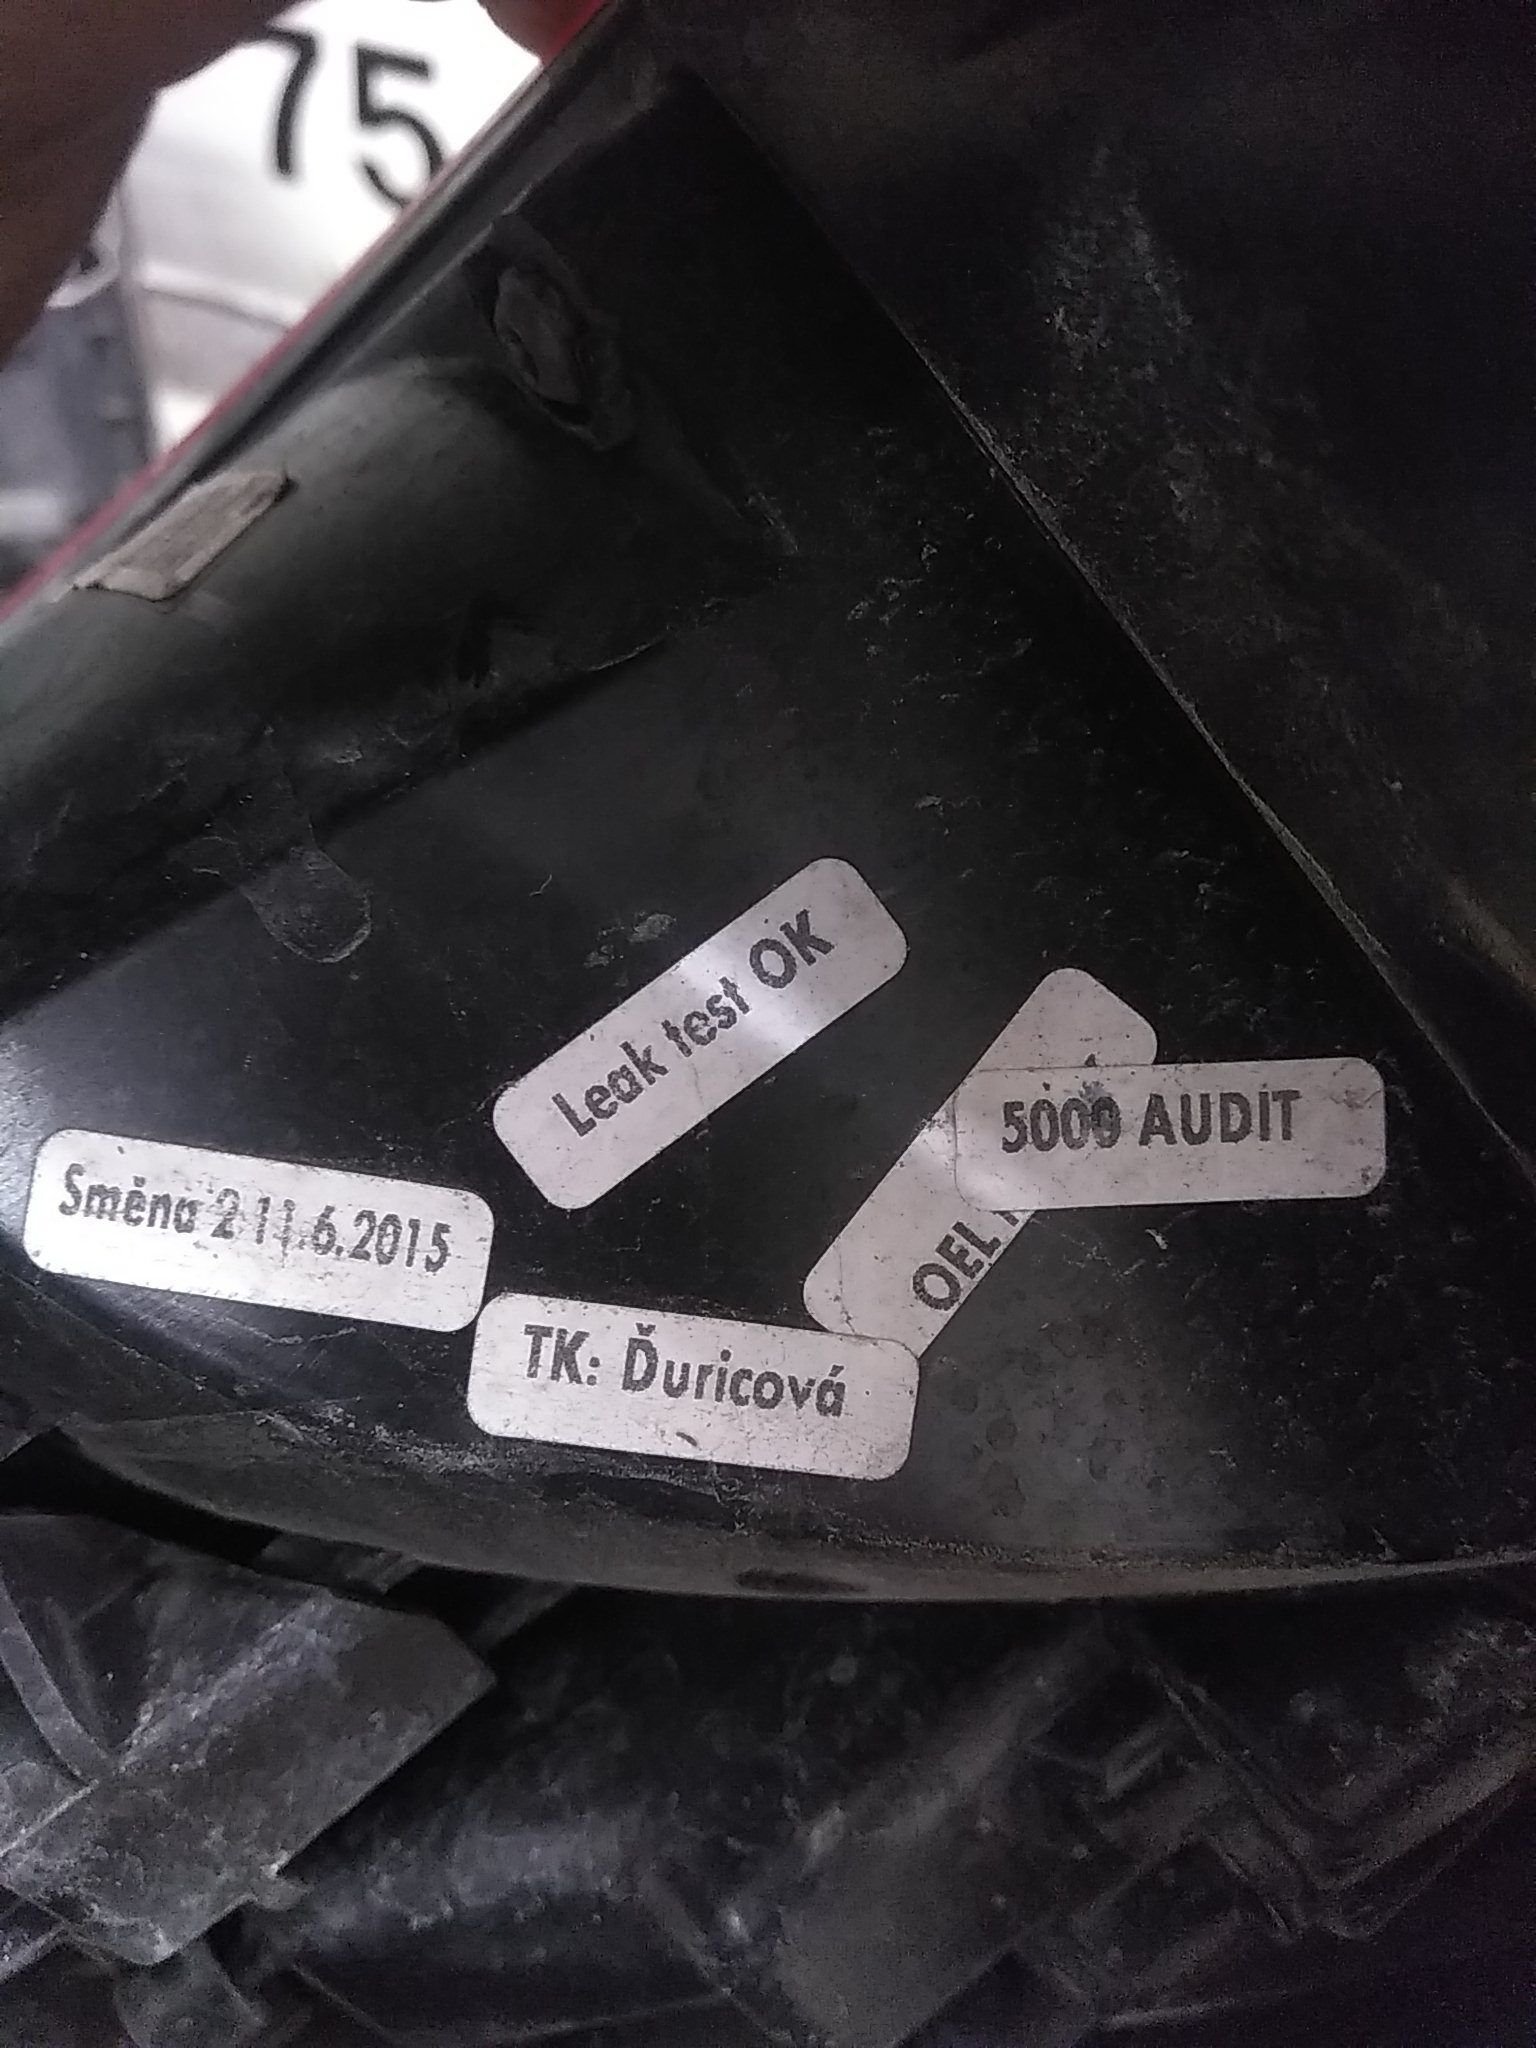 75
Leak test OK
5000 AUDIT
OEL
Směna 2 11.6.2015
TK: Ďuricová